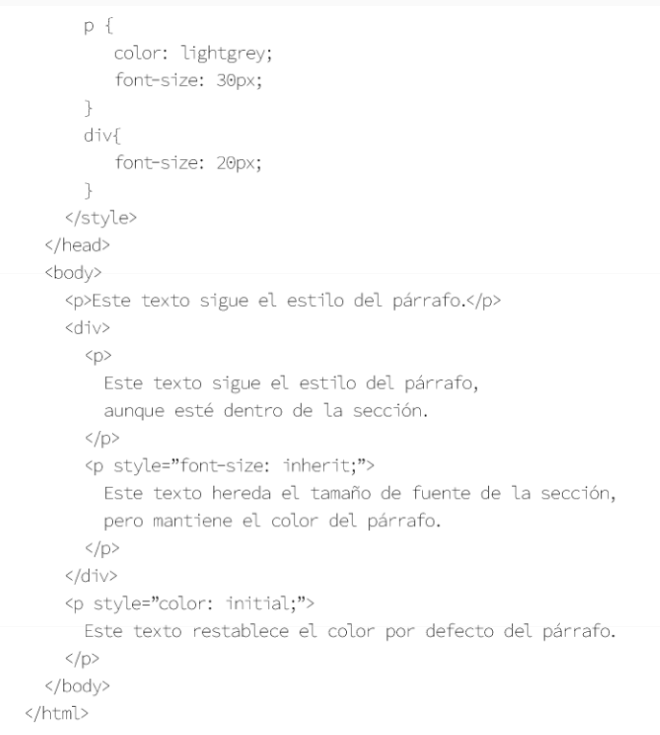 p {
color: lightgrey;
font-size: 30px;
}
div{
font-size: 20px;
}
</style>
</head>
<body>
<p>Este texto sigue el estilo del párrafo.</p>
<div>
<p>
Este texto sigue el estilo del párrafo,
aunque esté dentro de la sección.
</p>
<p style=”font-size: inherit;”>
Este texto hereda el tamaño de fuente de la sección,
pero mantiene el color del párrafo.
</p>
</div>
<p style=”color: initial;”>
Este texto restablece el color por defecto del párrafo.
</p>
</body>
</html>